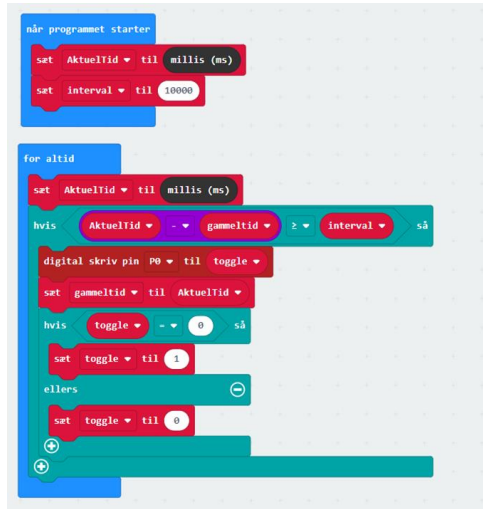 når programmet starter
sæt AktuelTid til millis (ms)
sæt interval til 10000
for altid
sæt AktuelTid til millis (ms)
hvis AktuelTid - gammeltid ≥ interval så
digital skriv pin P0 til toggle
sæt gammeltid til AktuelTid
hvis toggle = 0 så
sæt toggle til 1
ellers
sæt toggle til 0